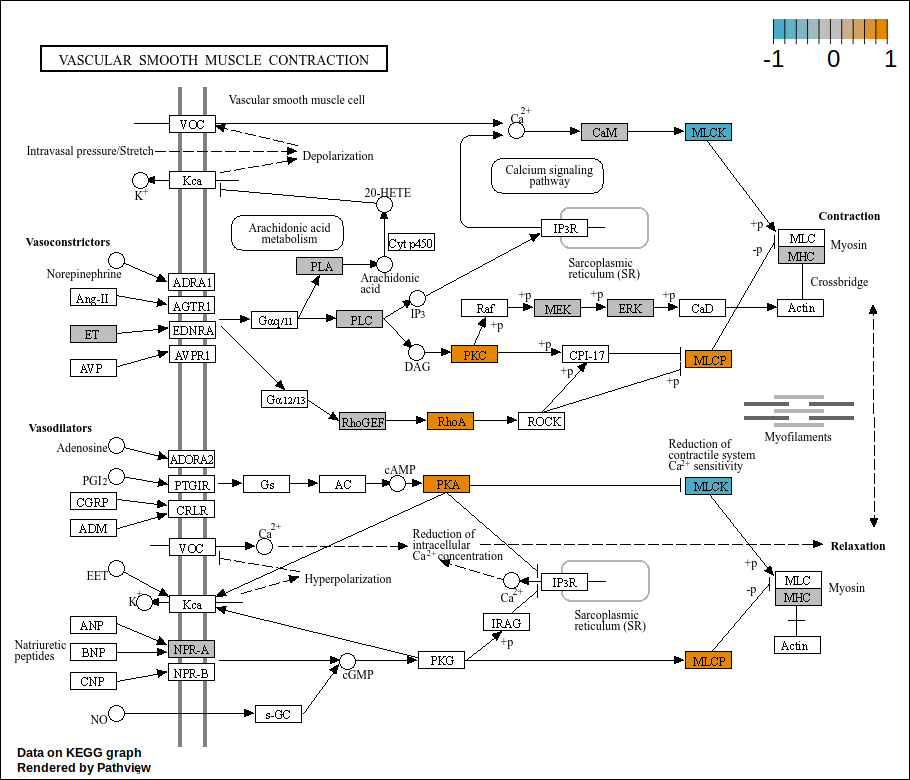 -1 0 1
VASCULAR SMOOTH MUSCLE CONTRACTION
Vascular smooth muscle cell
VOC
Ca2+
CaM
MLCK
Intravasal pressure/Stretch
Depolarization
Kca
K+
Calcium signaling
pathway
20-HETE
+p
-p
Contraction
MLC
MHC
Myosin
IP3R
Arachidonic acid
metabolism
Cyt p450
Vasoconstrictors
Sarcoplasmic
reticulum (SR)
PLA
Arachidonic
acid
Norepinephrine
ADRA1
Crossbridge
Ang-II
AGTR1
IP3
Raf
+p
MEK
+p
ERK
+p
CaD
Actin
ET
EDNRA
Gαq/11
PLC
+p
AVP
AVPR1
DAG
PKC
+p
CPI-17
MLCP
+p
+p
Gα12/13
RhoGEF
RhoA
ROCK
Myofilaments
Vasodilators
Adenosine
ADORA2
Reduction of
contractile system
Ca2+ sensitivity
PGI2
PTGIR
Gs
AC
cAMP
PKA
MLCK
CGRP
CRLR
ADM
VOC
Ca2+
Reduction of
intracellular
Ca2+ concentration
Relaxation
EET
Hyperpolarization
Ca2+
IP3R
+p
-p
MLC
MHC
Myosin
K+
Kca
Sarcoplasmic
reticulum (SR)
ANP
IRAG
+p
Natriuretic
peptides
BNP
NPR-A
Actin
CNP
NPR-B
cGMP
PKG
MLCP
NO
s-GC
Data on KEGG graph
Rendered by Pathview